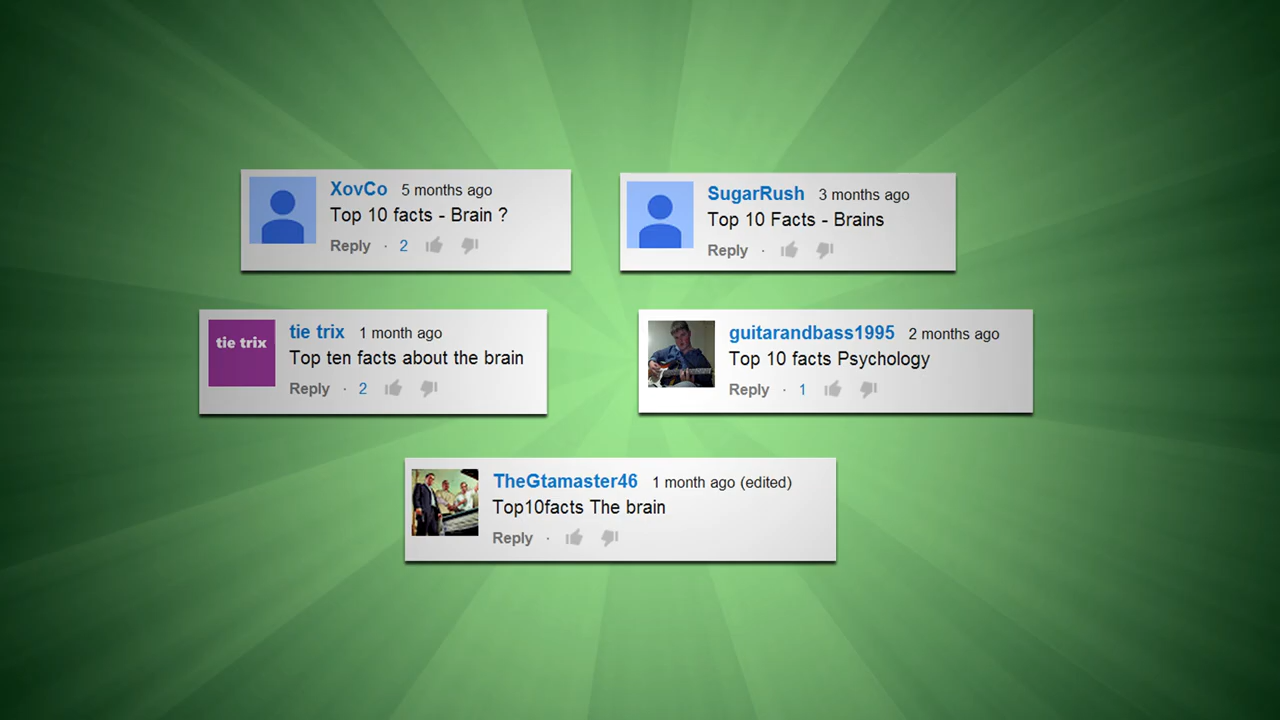 XovCo 5 months ago
Top 10 facts - Brain ?
Reply · 2
SugarRush 3 months ago
Top 10 Facts - Brains
Reply ·
tie trix
tie trix 1 month ago
Top ten facts about the brain
Reply · 2
guitarandbass1995 2 months ago
Top 10 facts Psychology
Reply · 1
TheGtamaster46 1 month ago (edited)
Top10facts The brain
Reply ·